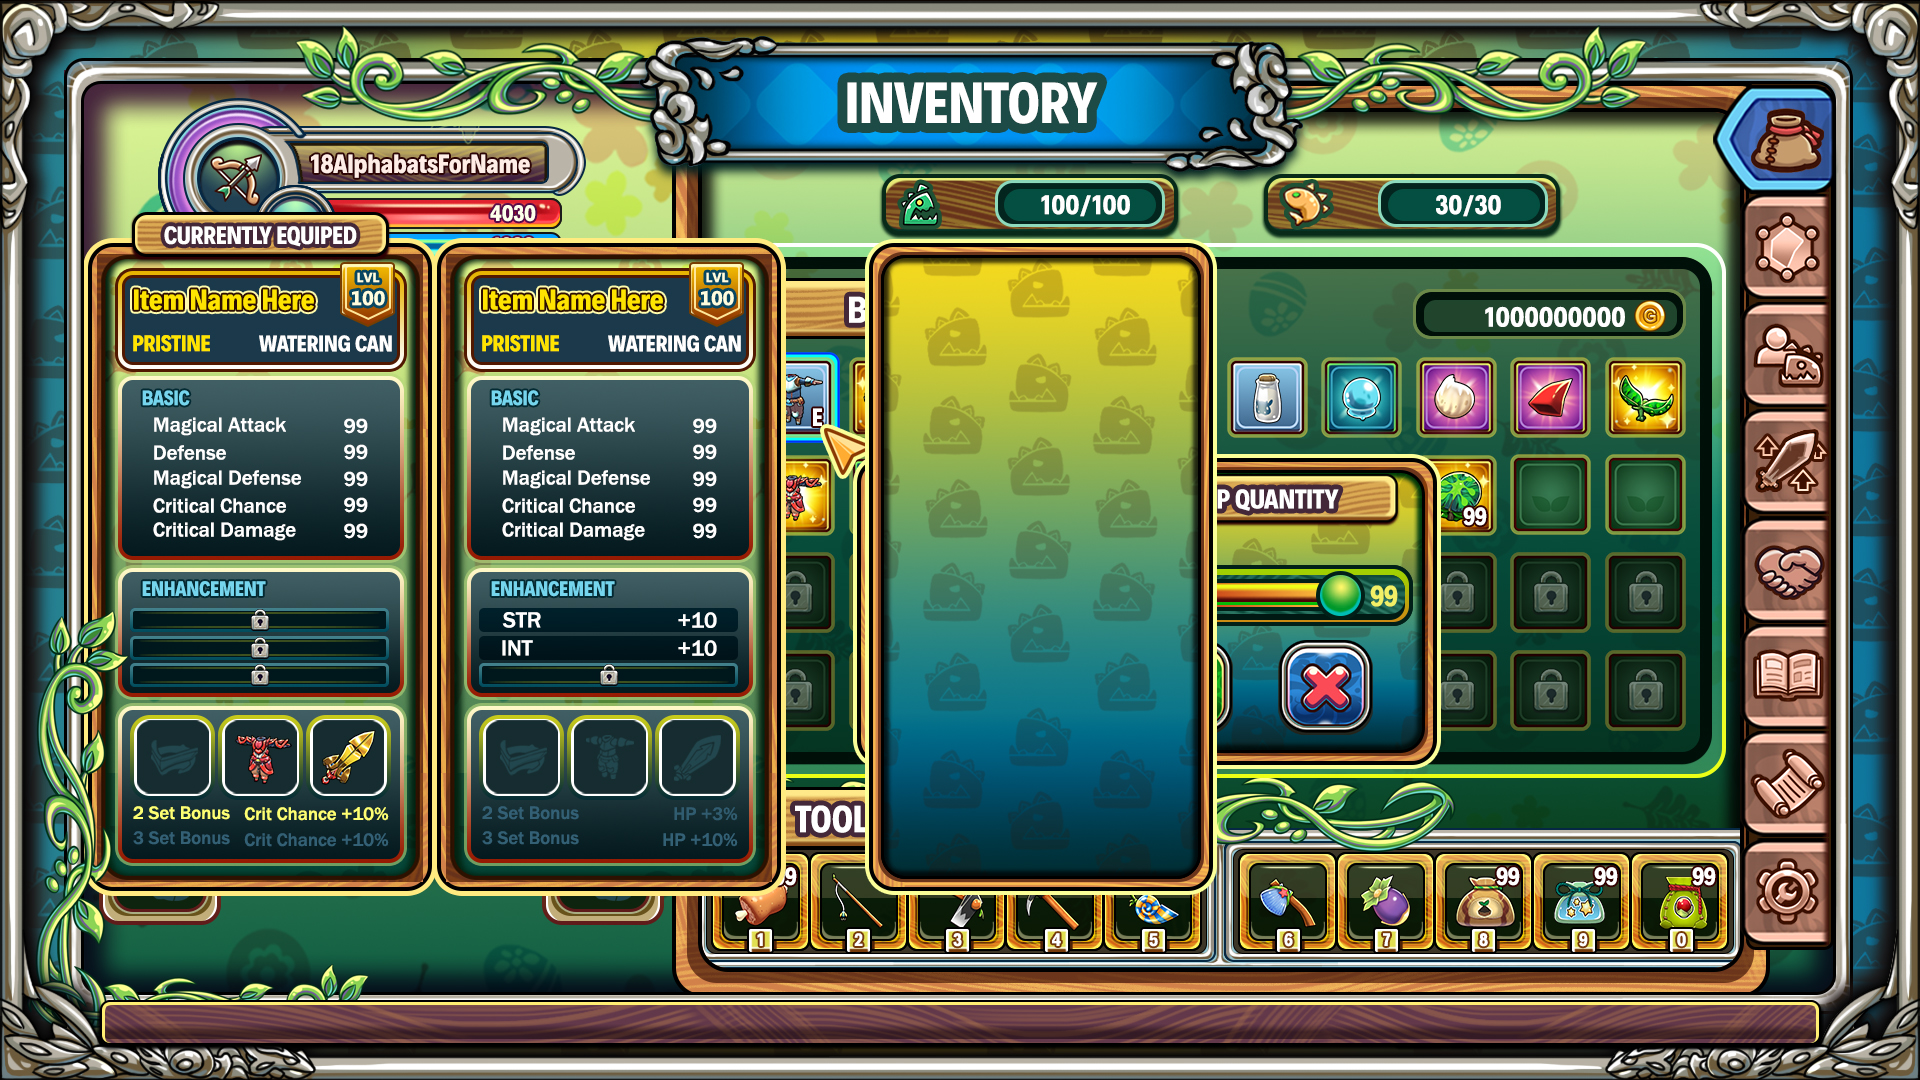 INVENTORY
18AlphabatsForName
4030
100/100
30/30
CURRENTLY EQUIPED
Item Name Here
LVL
100
PRISTINE
WATERING CAN
BASIC
Magical Attack 99
Defense 99
Magical Defense 99
Critical Chance 99
Critical Damage 99
ENHANCEMENT
2 Set Bonus Crit Chance +10%
3 Set Bonus Crit Chance +10%
Item Name Here
LVL
100
PRISTINE
WATERING CAN
BASIC
Magical Attack 99
Defense 99
Magical Defense 99
Critical Chance 99
Critical Damage 99
ENHANCEMENT
STR +10
INT +10
2 Set Bonus HP +3%
3 Set Bonus HP +10%
B
1000000000 G
E
99
P QUANTITY
99
TOOL
9
1
2
3
4
5
6
7
99
8
99
9
99
0